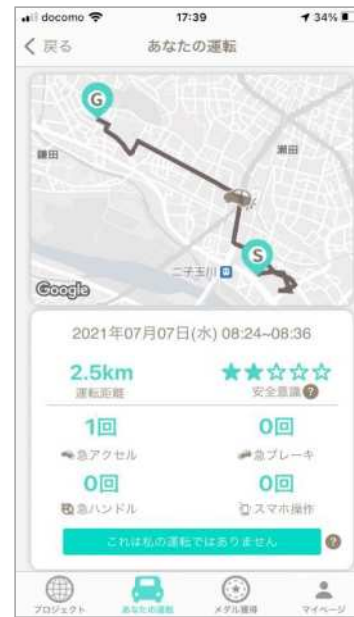 docomo 17:39 34%
戻る あなたの運転
G
鎌田
瀬田
S
二子玉川
Google
2021年07月07日(水) 08:24~08:36
2.5km ★★☆☆☆
運転距離 安全意識 ?
1回 0回
急アクセル 急ブレーキ
0回 0回
急ハンドル スマホ操作
これは私の運転ではありません ?
プロジェクト あなたの運転 メダル獲得 マイページ